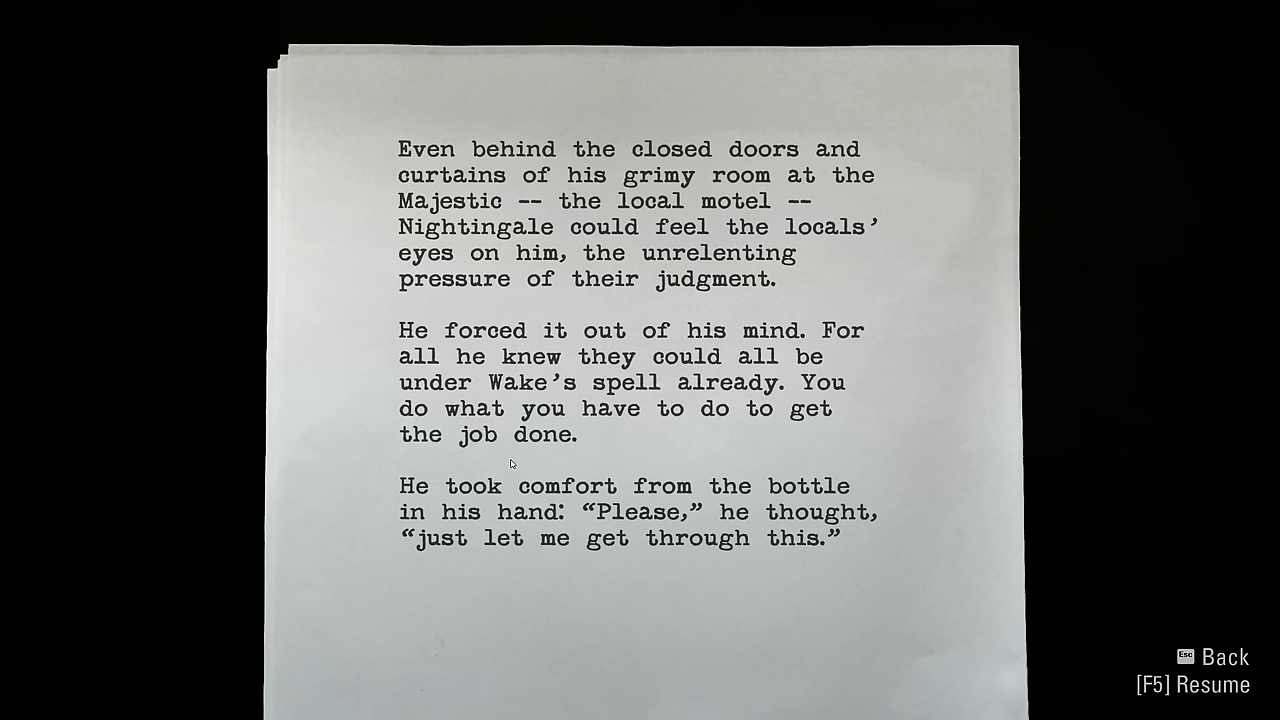 Even behind the closed doors and
curtains of his grimy room at the
Majestic -- the local motel --
Nightingale could feel the locals’
eyes on him, the unrelenting
pressure of their judgment.
He forced it out of his mind. For
all he knew they could all be
under Wake’s spell already. You
do what you have to do to get
the job done.
He took comfort from the bottle
in his hand: “Please,” he thought,
“just let me get through this.”
Esc Back
[F5] Resume